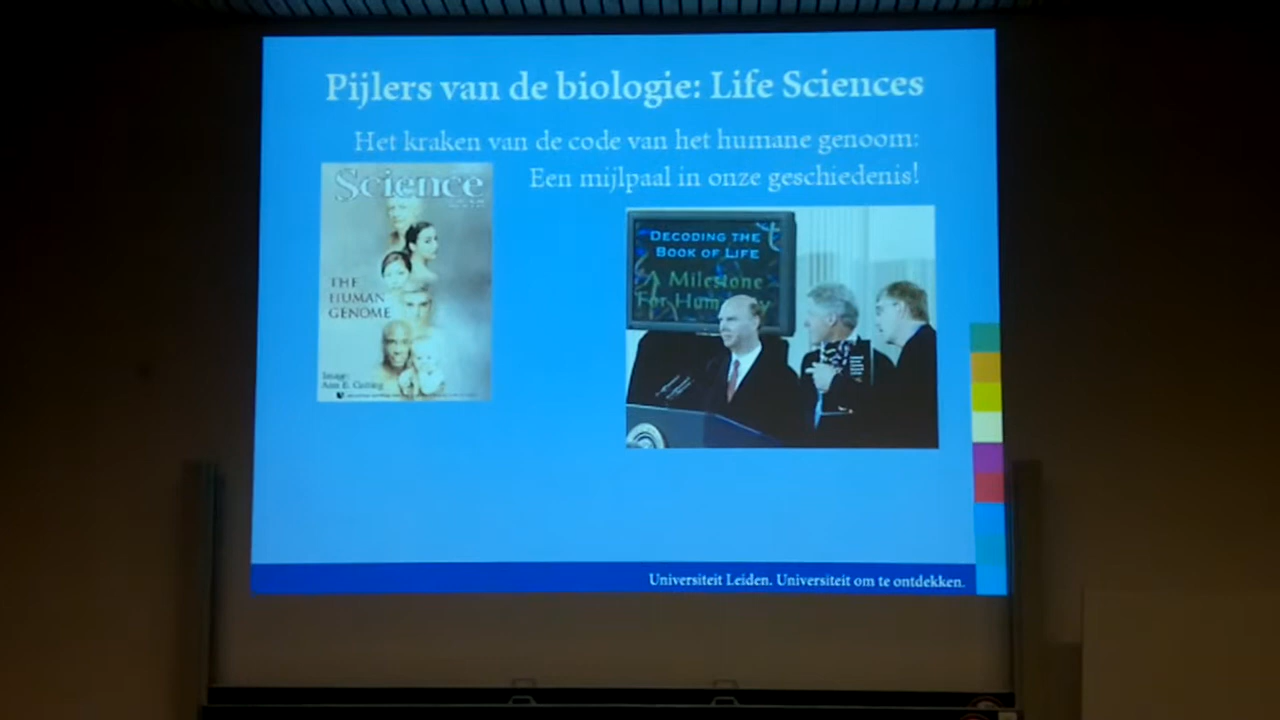 Pijlers van de biologie: Life Sciences
Het kraken van de code van het humane genoom:
Een mijlpaal in onze geschiedenis!
Science
THE
HUMAN
GENOME
Image:
Ann E. Cutting
DECODING THE
BOOK OF LIFE
A Milestone
For
Universiteit Leiden. Universiteit om te ontdekken.